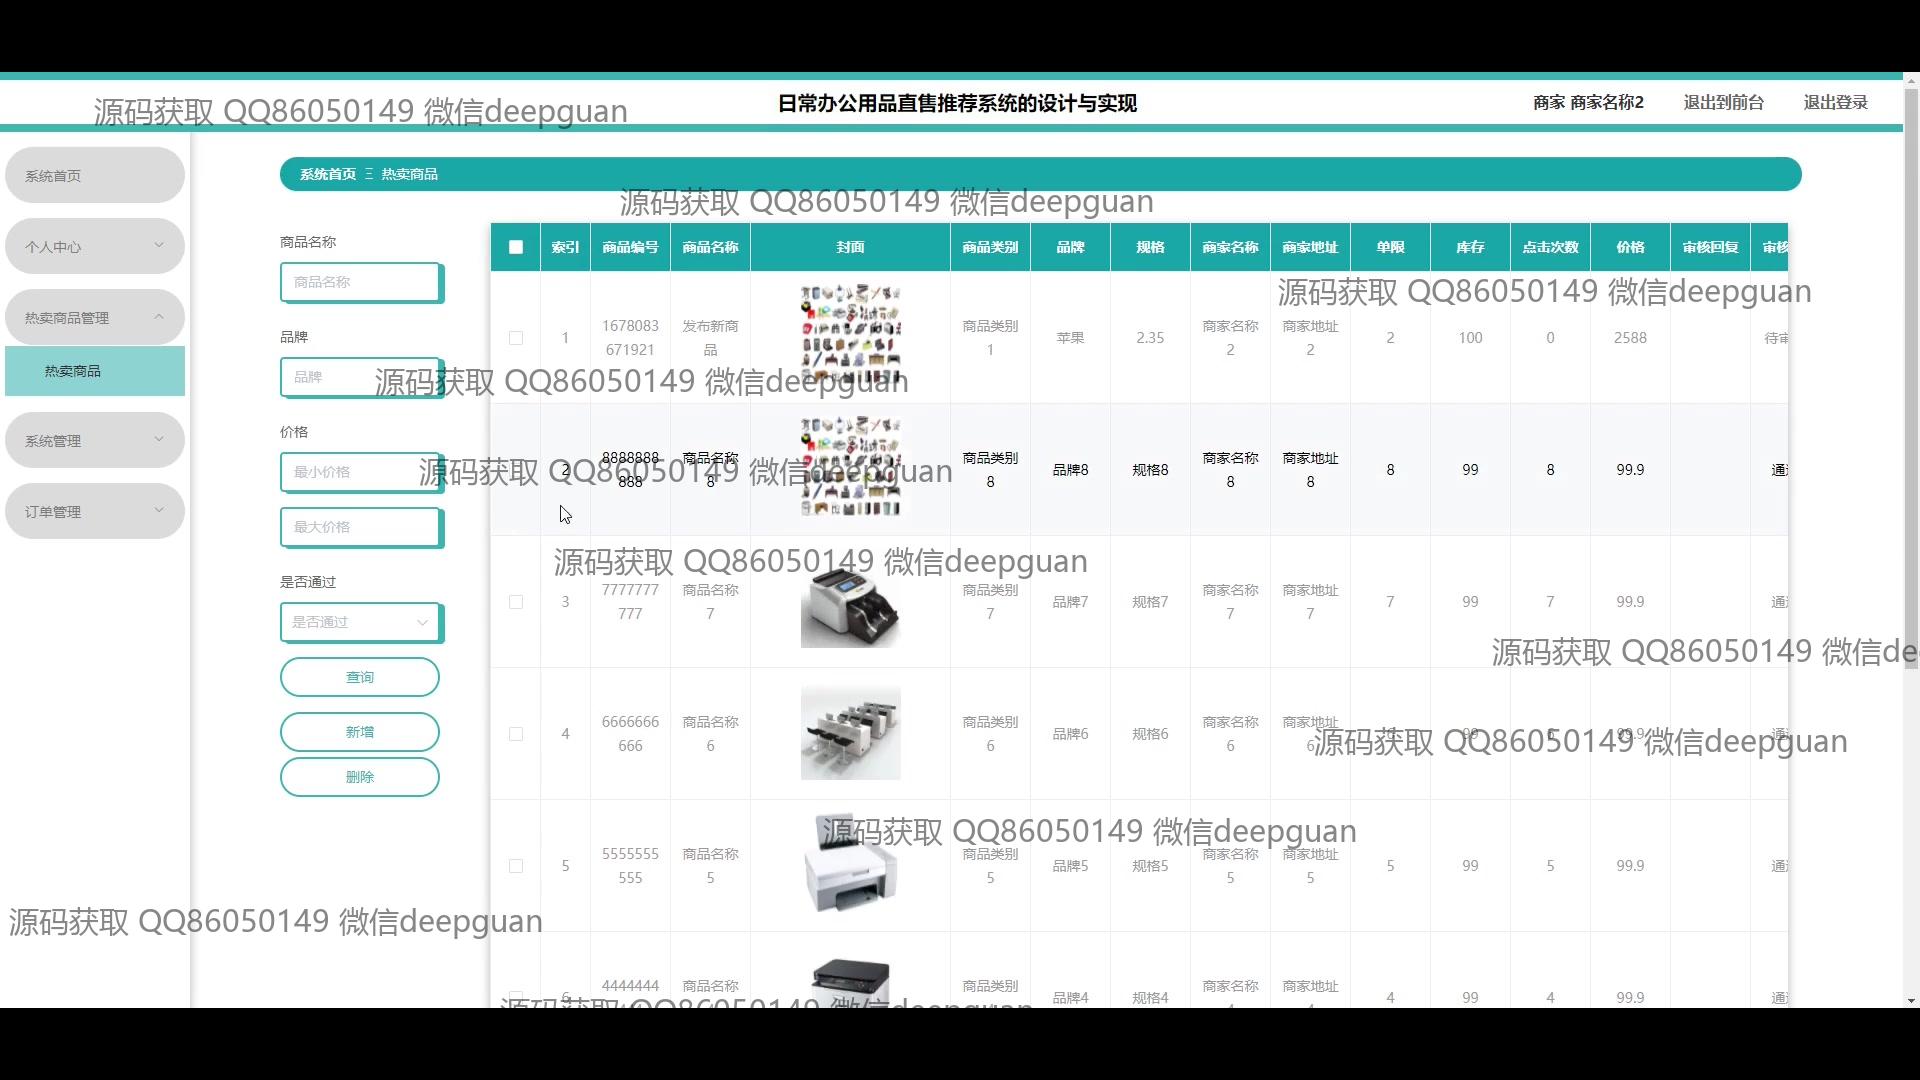 源码获取 QQ86050149 微信deepguan
日常办公用品直售推荐系统的设计与实现
商家 商家名称2
退出到前台
退出登录
系统首页
个人中心
热卖商品管理
热卖商品
系统管理
订单管理
系统首页 Ξ 热卖商品
源码获取 QQ86050149 微信deepguan
商品名称
商品名称
品牌
品牌
价格
最小价格
最大价格
是否通过
是否通过
查询
新增
删除
索引 商品编号 商品名称 封面 商品类别 品牌 规格 商家名称 商家地址 单限 库存 点击次数 价格 审核回复 审核
源码获取 QQ86050149 微信deepguan
1 1678083671921 发布新商品 商品类别1 苹果 2.35 商家名称2 商家地址2 2 100 0 2588 待审
源码获取 QQ86050149 微信deepguan
2 8888888888 商品名称8 商品类别8 品牌8 规格8 商家名称8 商家地址8 8 99 8 99.9 通
源码获取 QQ86050149 微信deepguan
源码获取 QQ86050149 微信deepguan
3 7777777777 商品名称7 商品类别7 品牌7 规格7 商家名称7 商家地址7 7 99 7 99.9 通
源码获取 QQ86050149 微信de
4 6666666666 商品名称6 商品类别6 品牌6 规格6 商家名称6 商家地址6 99 99.9
源码获取 QQ86050149 微信deepguan
源码获取 QQ86050149 微信deepguan
5 5555555555 商品名称5 商品类别5 品牌5 规格5 商家名称5 商家地址5 5 99 5 99.9 通
源码获取 QQ86050149 微信deepguan
6 4444444 商品名称 商品类别 品牌4 规格4 商家名称 商家地址 4 99 4 99.9 通
源码获取 QQ86050149 微信deepguan